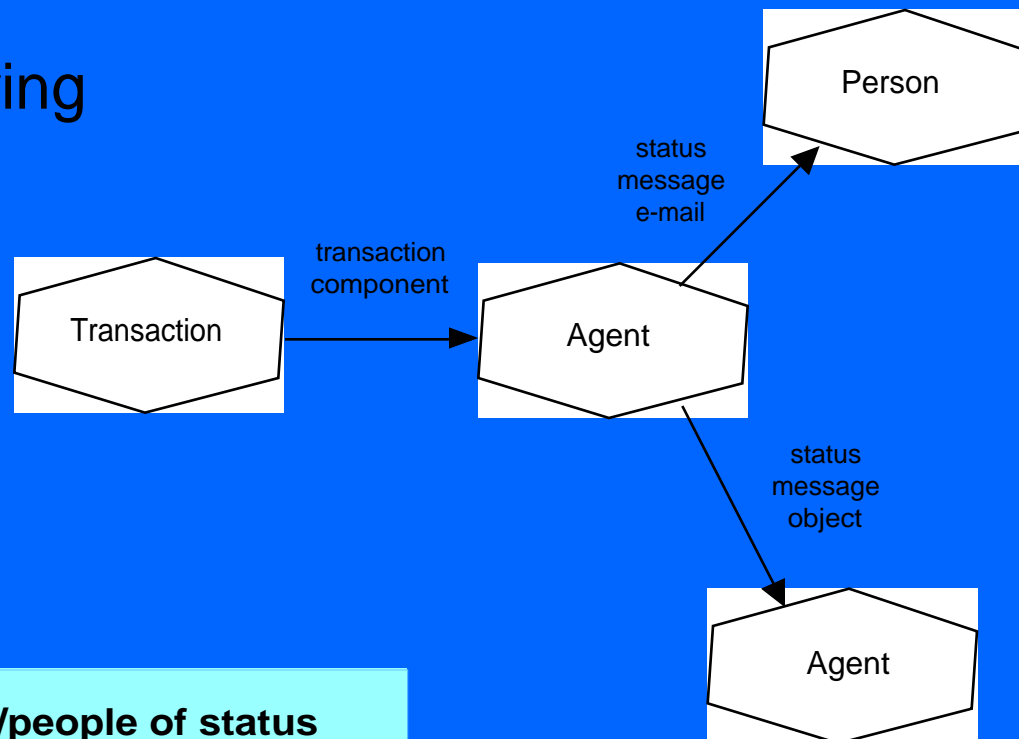 ing
Person
status
message
e-mail
transaction
component
Transaction
Agent
status
message
object
Agent
/people of status